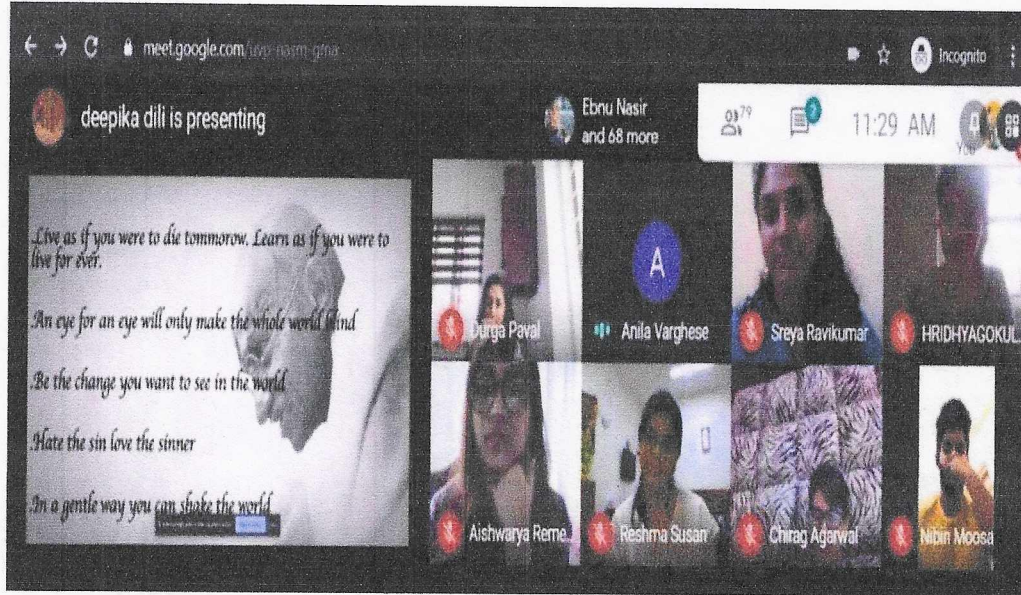 meet.google.com/
Incognito
deepika dili is presenting
Ebnu Nasir
and 68 more
79
11:29 AM
You
.Live as if you were to die tommorow. Learn as if you were to
live for ever.
.An eye for an eye will only make the whole world blind
.Be the change you want to see in the world
.Hate the sin love the sinner
.In a gentle way you can shake the world
Durga Paval
A
Anila Varghese
Sreya Ravikumar
HRIDHYAGOKUL..
Aishwarya Reme..
Reshma Susan
Chirag Agarwal
Nibin Moosa